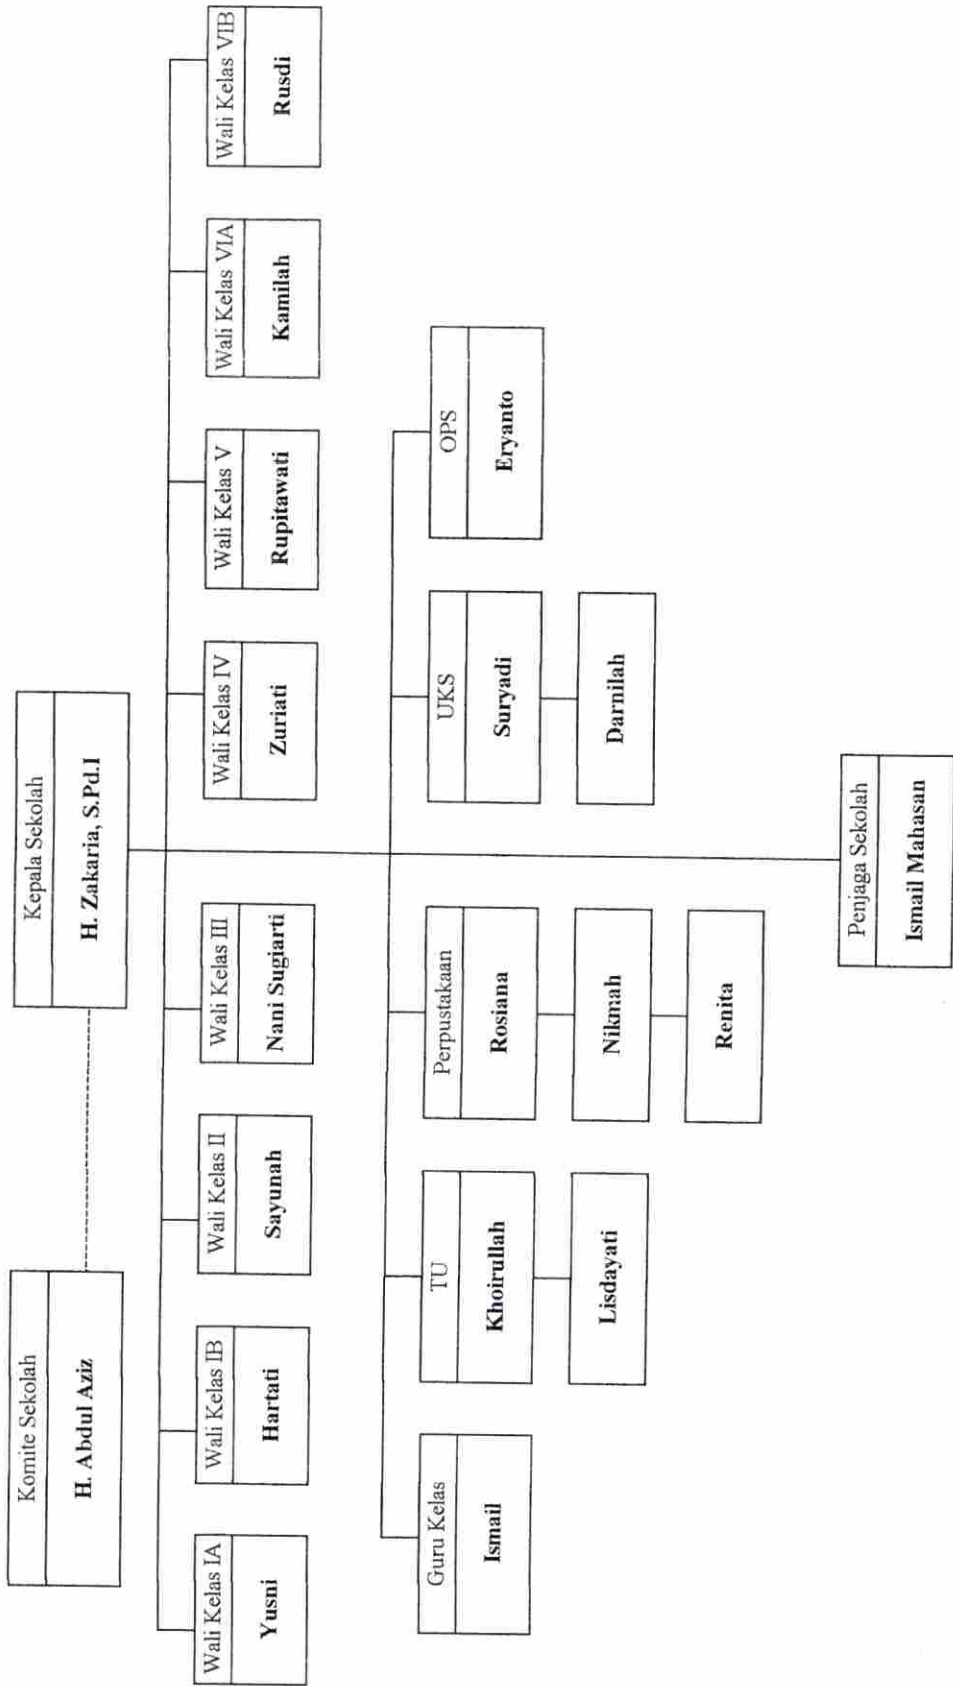 Komite Sekolah
H. Abdul Aziz
Kepala Sekolah
H. Zakaria, S.Pd.I
Wali Kelas IA
Yusni
Wali Kelas IB
Hartati
Wali Kelas II
Sayunah
Wali Kelas III
Nani Sugiarti
Wali Kelas IV
Zuriati
Wali Kelas V
Rupitawati
Wali Kelas VIA
Kamilah
Wali Kelas VIB
Rusdi
Guru Kelas
Ismail
TU
Khoirullah
Lisdayati
Perpustakaan
Rosiana
Nikmah
Renita
UKS
Suryadi
Darnilah
OPS
Eryanto
Penjaga Sekolah
Ismail Mahasan